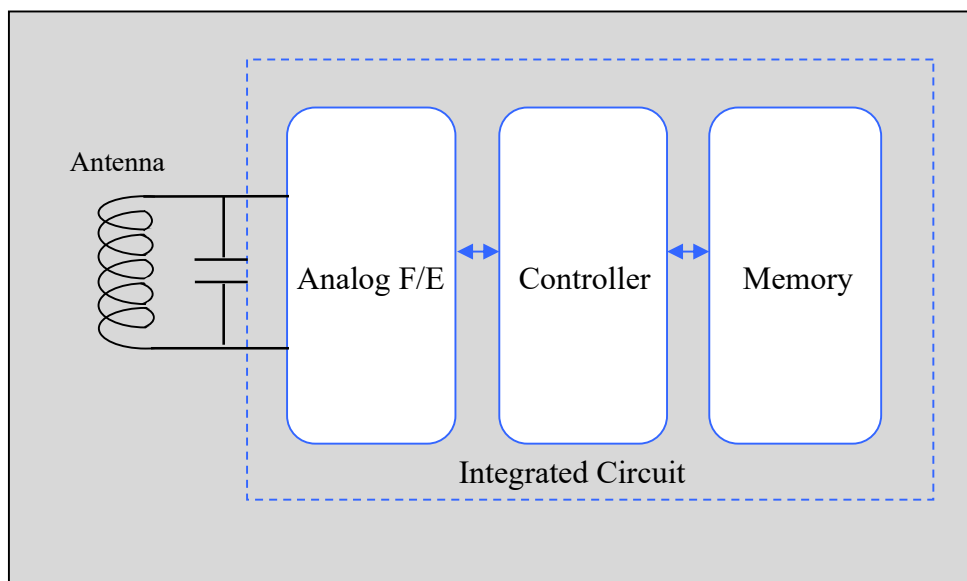 Antenna
Analog F/E
Controller
Memory
Integrated Circuit